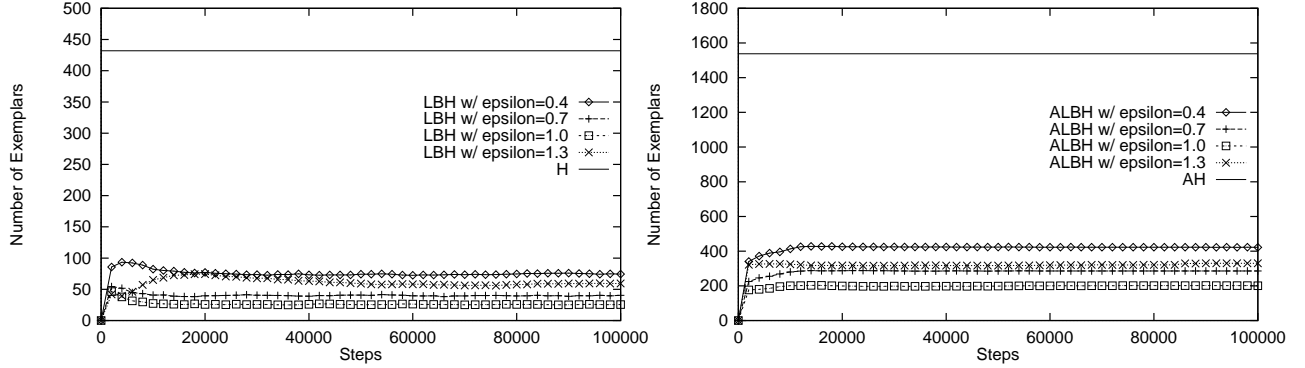 500
450
400
350
300
250
200
150
100
50
0
Number of Exemplars
LBH w/ epsilon=0.4
LBH w/ epsilon=0.7
LBH w/ epsilon=1.0
LBH w/ epsilon=1.3
H
0 20000 40000 60000 80000 100000
Steps
1800
1600
1400
1200
1000
800
600
400
200
0
Number of Exemplars
ALBH w/ epsilon=0.4
ALBH w/ epsilon=0.7
ALBH w/ epsilon=1.0
ALBH w/ epsilon=1.3
AH
0 20000 40000 60000 80000 100000
Steps